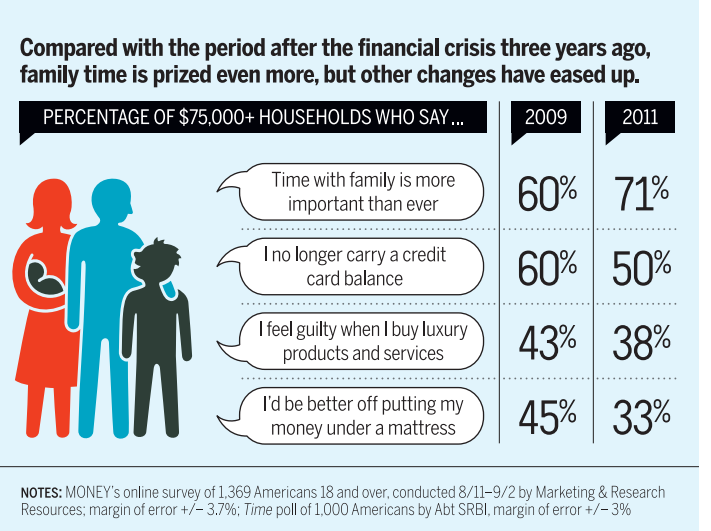 Compared with the period after the financial crisis three years ago,
family time is prized even more, but other changes have eased up.
PERCENTAGE OF $75,000+ HOUSEHOLDS WHO SAY... 2009 2011
Time with family is more
important than ever
60% 71%
I no longer carry a credit
card balance
60% 50%
I feel guilty when I buy luxury
products and services
43% 38%
I'd be better off putting my
money under a mattress
45% 33%
NOTES: MONEY's online survey of 1,369 Americans 18 and over, conducted 8/11–9/2 by Marketing & Research
Resources; margin of error +/– 3.7%; Time poll of 1,000 Americans by Abt SRBI, margin of error +/– 3%